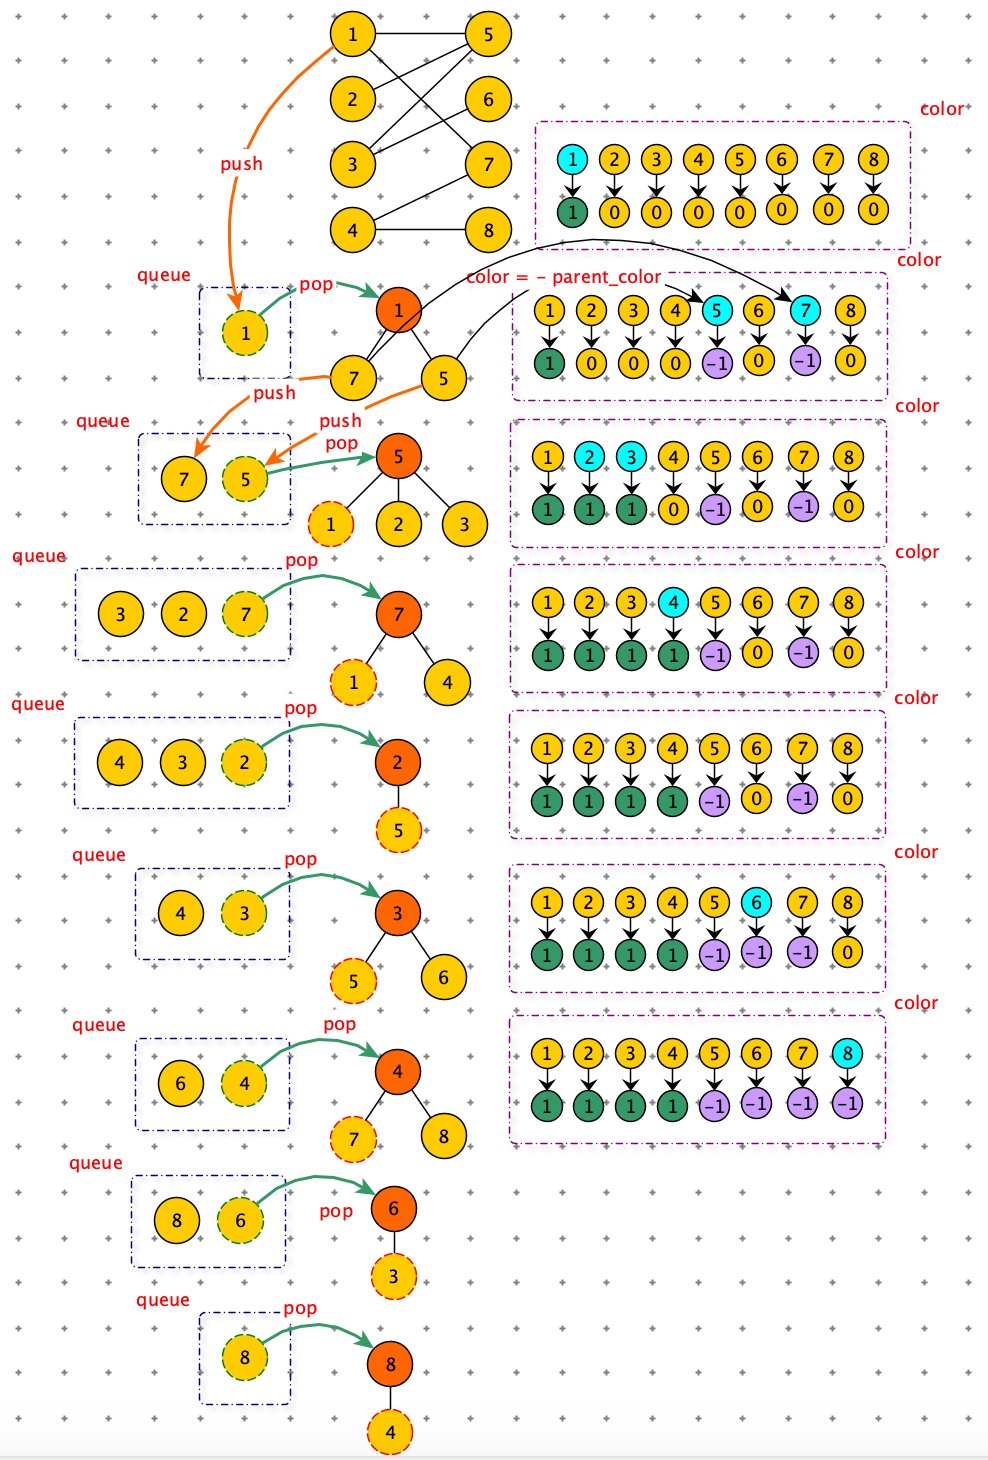 1 5
2 6
3 7
4 8
push
color
1 2 3 4 5 6 7 8
1 0 0 0 0 0 0 0
queue
1
pop
1
7 5
color = - parent_color
color
1 2 3 4 5 6 7 8
1 0 0 0 -1 0 -1 0
push
push
queue
7 5
pop
5
1 2 3
color
1 2 3 4 5 6 7 8
1 1 1 0 -1 0 -1 0
queue
3 2 7
pop
7
1 4
color
1 2 3 4 5 6 7 8
1 1 1 1 -1 0 -1 0
queue
4 3 2
pop
2
5
color
1 2 3 4 5 6 7 8
1 1 1 1 -1 0 -1 0
queue
4 3
pop
3
5 6
color
1 2 3 4 5 6 7 8
1 1 1 1 -1 -1 -1 0
queue
6 4
pop
4
7 8
color
1 2 3 4 5 6 7 8
1 1 1 1 -1 -1 -1 -1
queue
8 6
pop
6
3
queue
8
pop
8
4